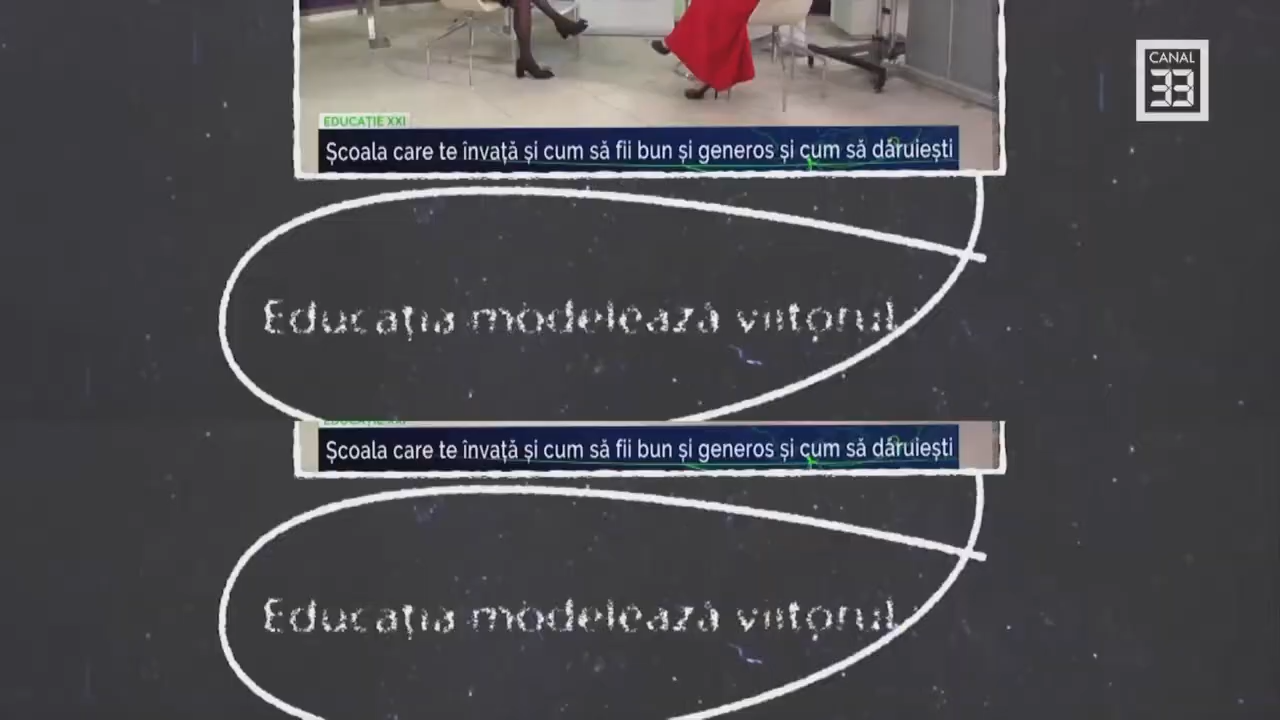 CANAL
33
EDUCAȚIE XXI
Școala care te învață și cum să fii bun și generos și cum să dăruiești
Educația modelează viitorul
EDUCAȚIE XXI
Școala care te învață și cum să fii bun și generos și cum să dăruiești
Educația modelează viitorul